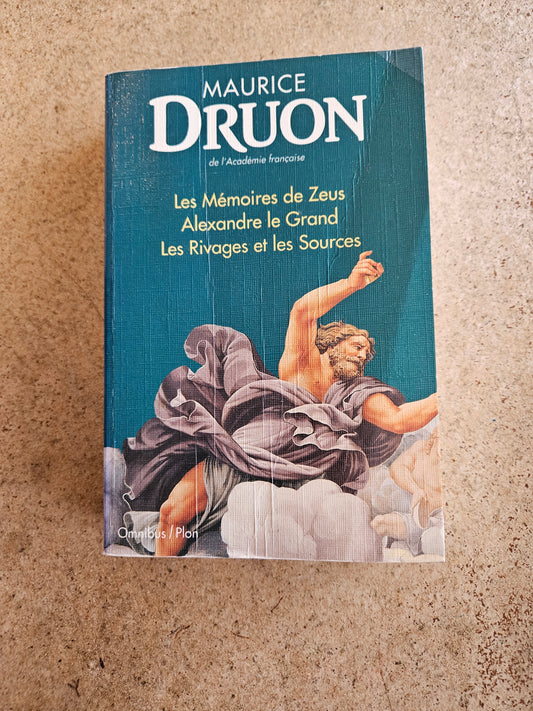 MAURICE
DRUON
de l'Académie française
Les Mémoires de Zeus
Alexandre le Grand
Les Rivages et les Sources
Omnibus / Plon